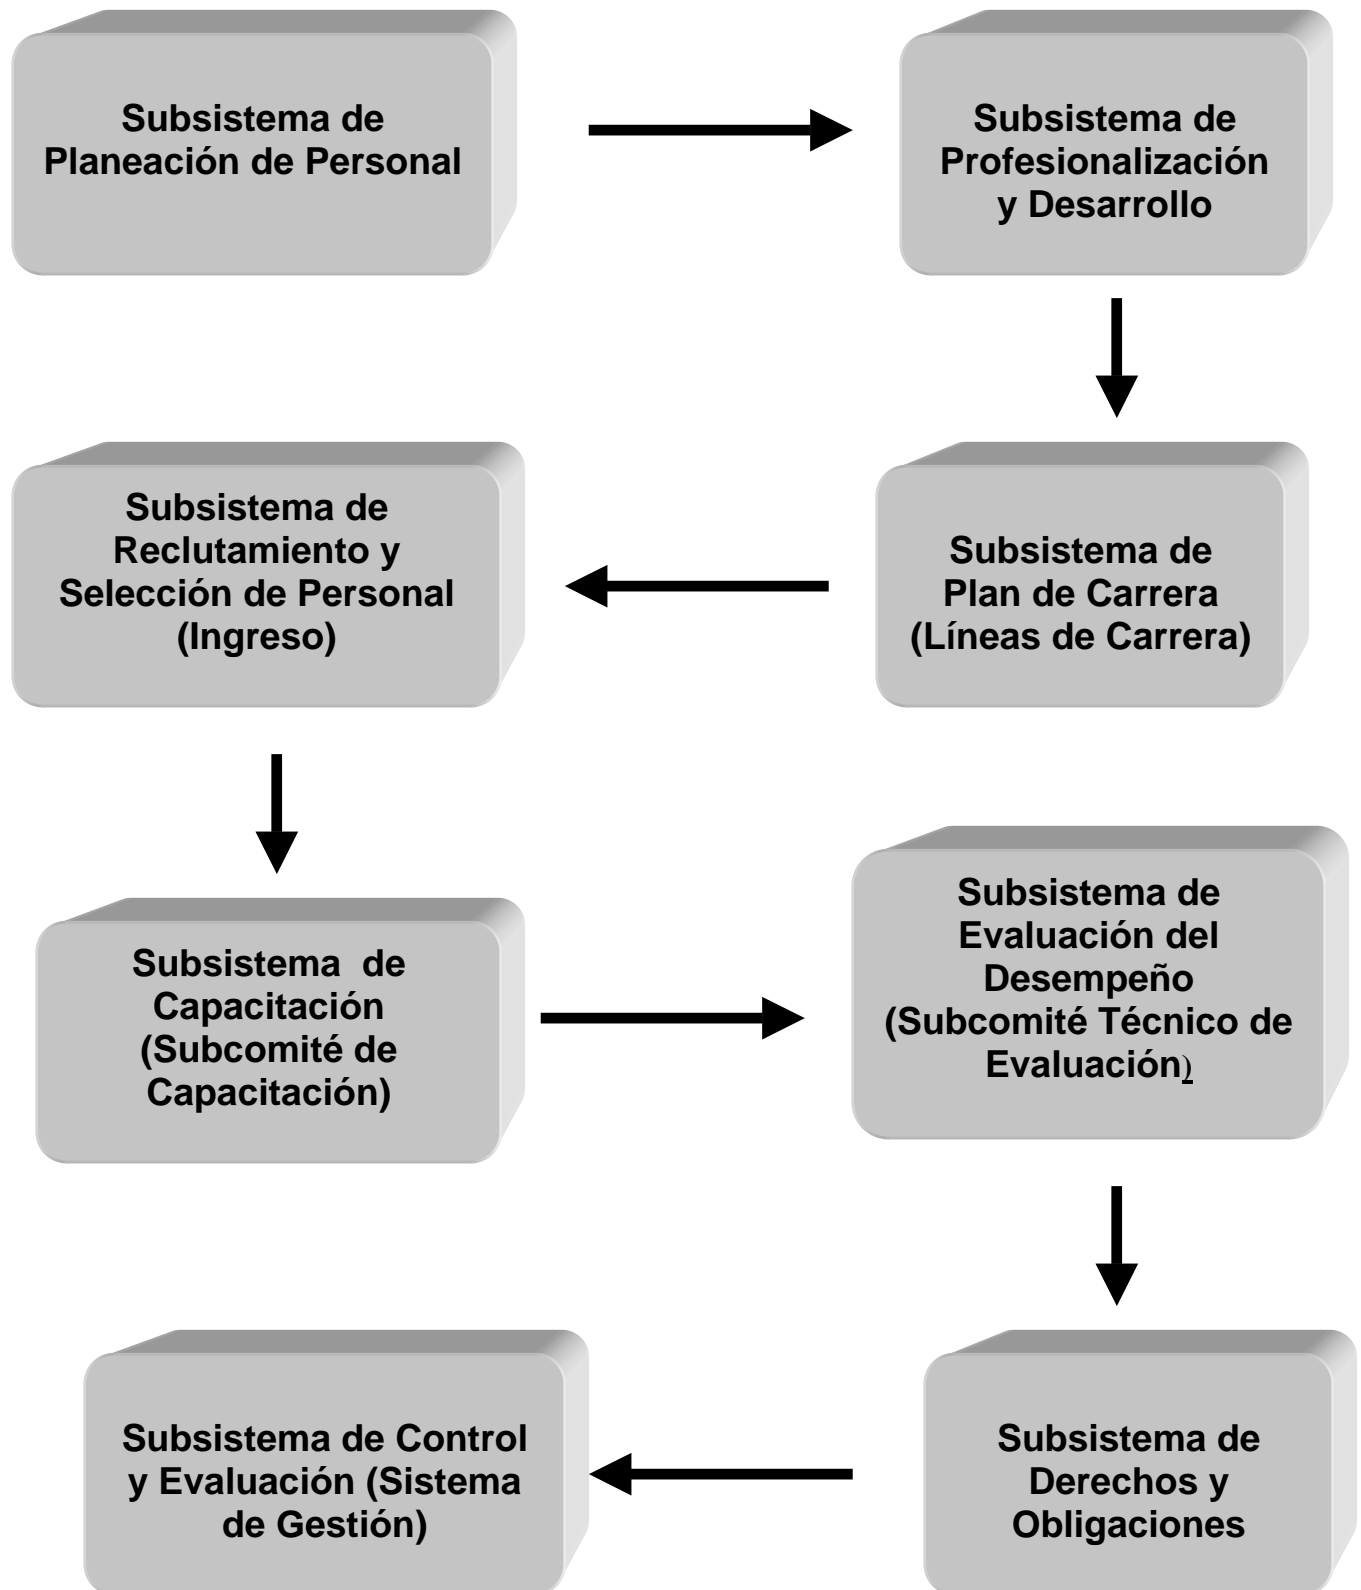 Subsistema de
Planeación de Personal
Subsistema de
Profesionalización
y Desarrollo
Subsistema de
Reclutamiento y
Selección de Personal
(Ingreso)
Subsistema de
Plan de Carrera
(Líneas de Carrera)
Subsistema  de
Capacitación
(Subcomité de
Capacitación)
Subsistema de
Evaluación del
Desempeño
(Subcomité Técnico de
Evaluación)
Subsistema de Control
y Evaluación (Sistema
de Gestión)
Subsistema de
Derechos y
Obligaciones